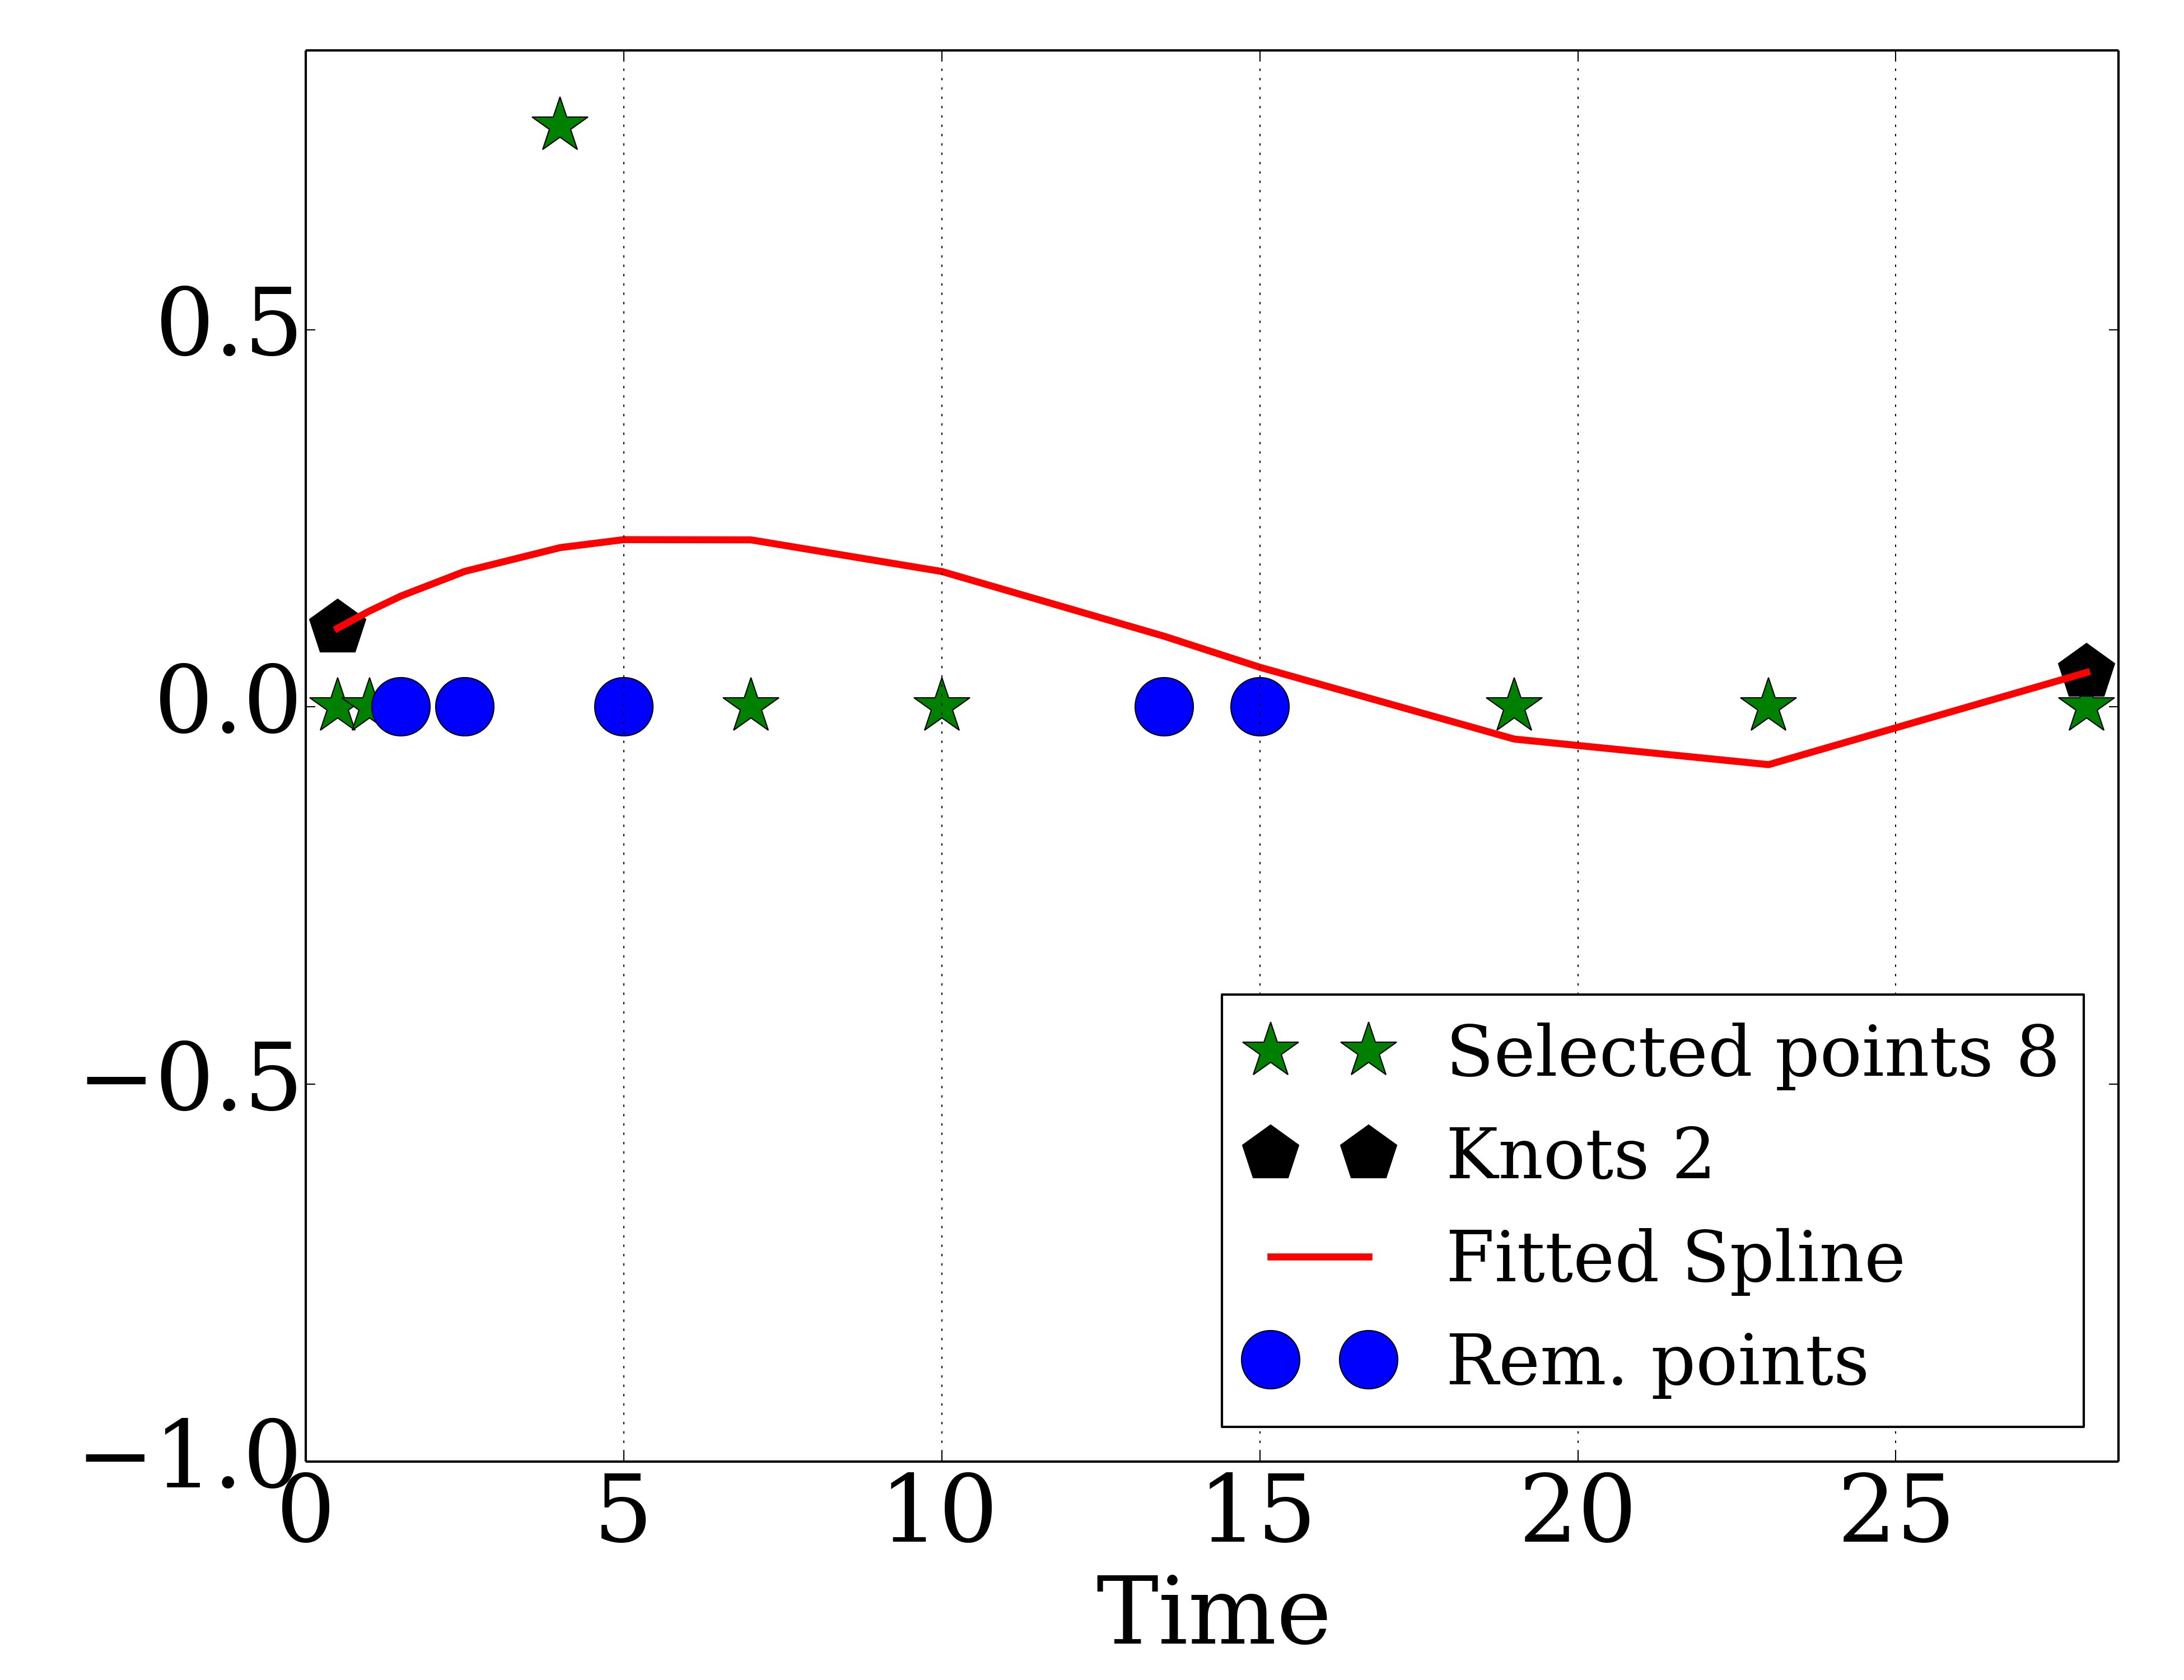 0.5
0.0
−0.5
−1.0
Selected points 8
Knots 2
Fitted Spline
Rem. points
0 5 10 15 20 25
Time